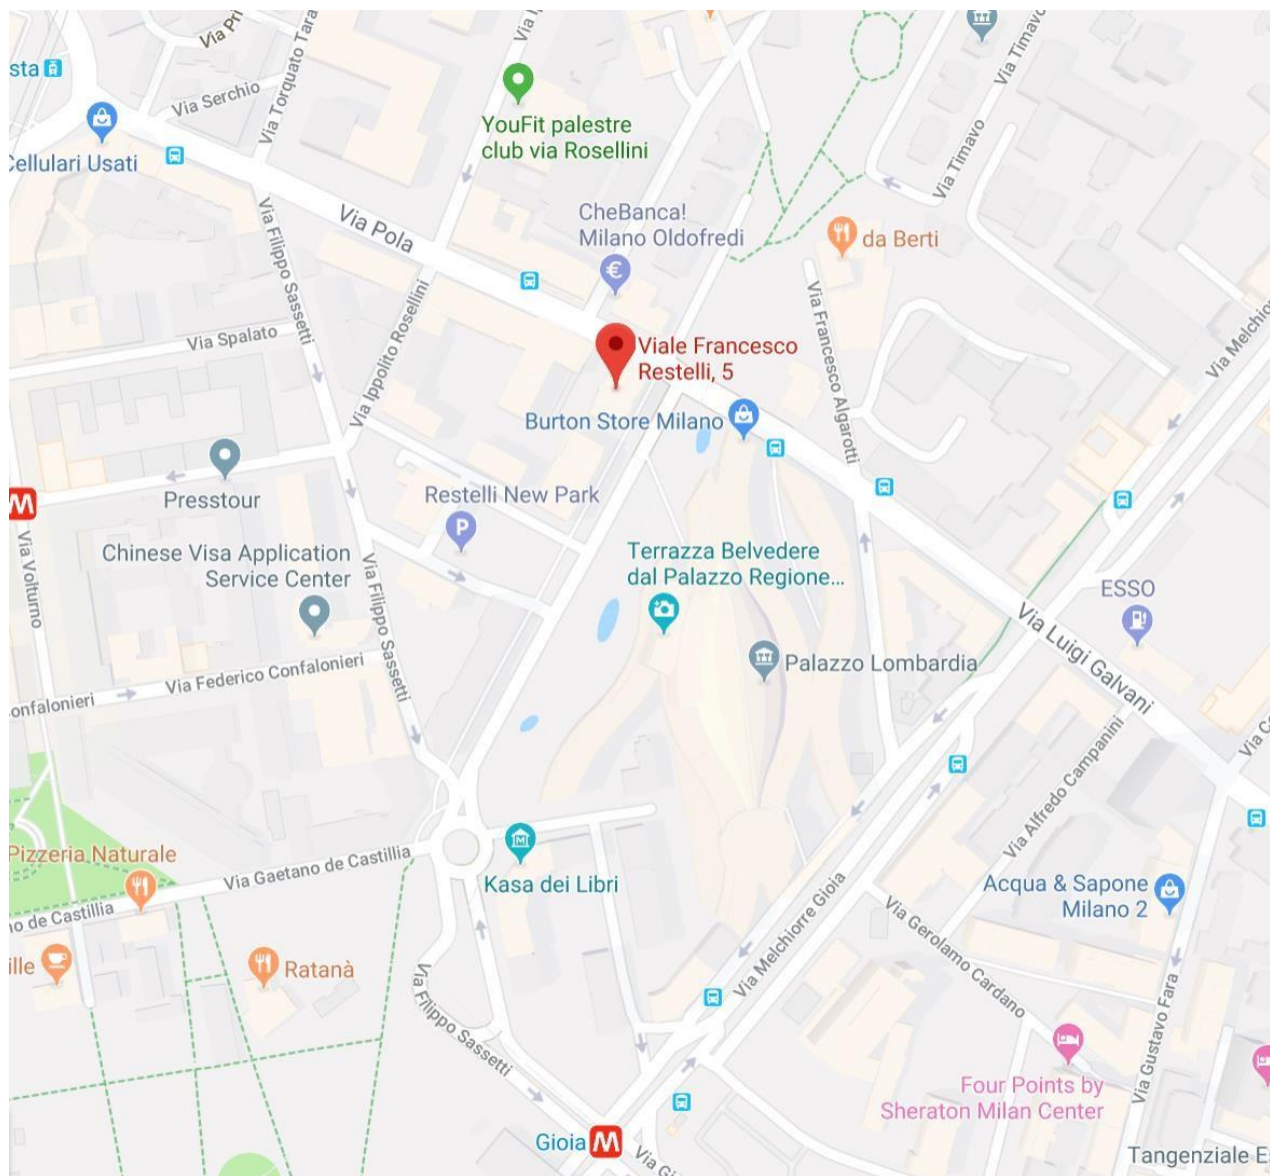 Via Pri
Via Torquato Tara
Via I
Via Timavo
sta
Via Serchio
YouFit palestre
club via Rosellini
Cellulari Usati
Via Timavo
Via Pola
Via Filippo Sassetti
CheBanca!
Milano Oldofredi
€
da Berti
Via Ippolito Rosellini
Via Spalato
Viale Francesco
Restelli, 5
Via Francesco Algarotti
Via Melchior
Burton Store Milano
Presstour
Restelli New Park
P
M
Via Volturno
Chinese Visa Application
Service Center
Via Filippo Sassetti
Terrazza Belvedere
dal Palazzo Regione...
ESSO
Via Luigi Galvani
Palazzo Lombardia
Via Federico Confalonieri
onfalonieri
Via Alfredo Campanini
Pizzeria Naturale
Via Gaetano de Castillia
no de Castillia
M
Kasa dei Libri
Via Melchiorre Gioia
Acqua & Sapone
Milano 2
Via Gerolamo Cardano
ille
Ratanà
Via Filippo Sassetti
Via Gustavo Fara
Four Points by
Sheraton Milan Center
Gioia M
Tangenziale E